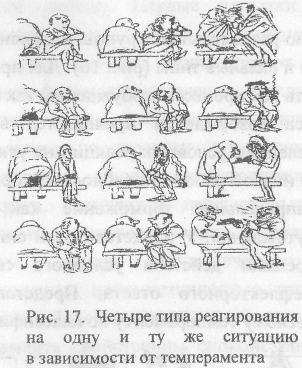 Рис. 17. Четыре типа реагирования
на одну и ту же ситуацию
в зависимости от темперамента